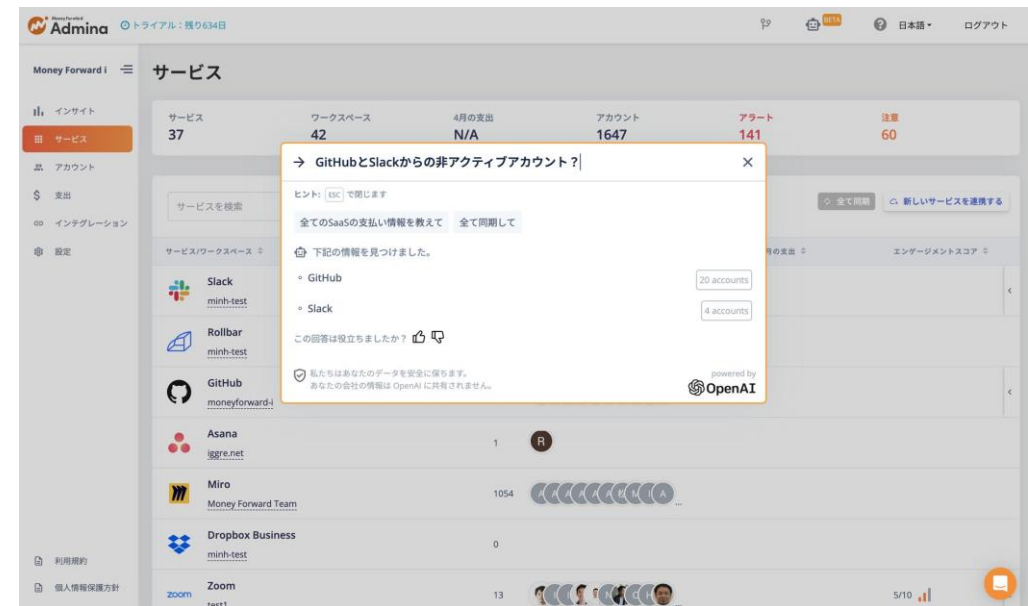 Money Forward
Admina
トライアル：残り634日
BETA
日本語
ログアウト
Money Forward i
サービス
インサイト
サービス
アカウント
支出
インテグレーション
設定
利用規約
個人情報保護方針
サービス
37
ワークスペース
42
4月の支出
N/A
アカウント
1647
アラート
141
注意
60
サービスを検索
全て同期
新しいサービスを連携する
サービス/ワークスペース
月の支出
エンゲージメントスコア
→ GitHubとSlackからの非アクティブアカウント？
ヒント: ESC で閉じます
全てのSaaSの支払い情報を教えて
全て同期して
下記の情報を見つけました。
GitHub
20 accounts
Slack
4 accounts
この回答は役立ちましたか？
私たちはあなたのデータを安全に保ちます。
あなたの会社の情報は OpenAI に共有されません。
powered by
OpenAI
Slack
minh-test
Rollbar
minh-test
GitHub
moneyforward-i
Asana
iggre.net
1
R
Miro
Money Forward Team
1054
Dropbox Business
minh-test
0
zoom
Zoom
test1
13
5/10